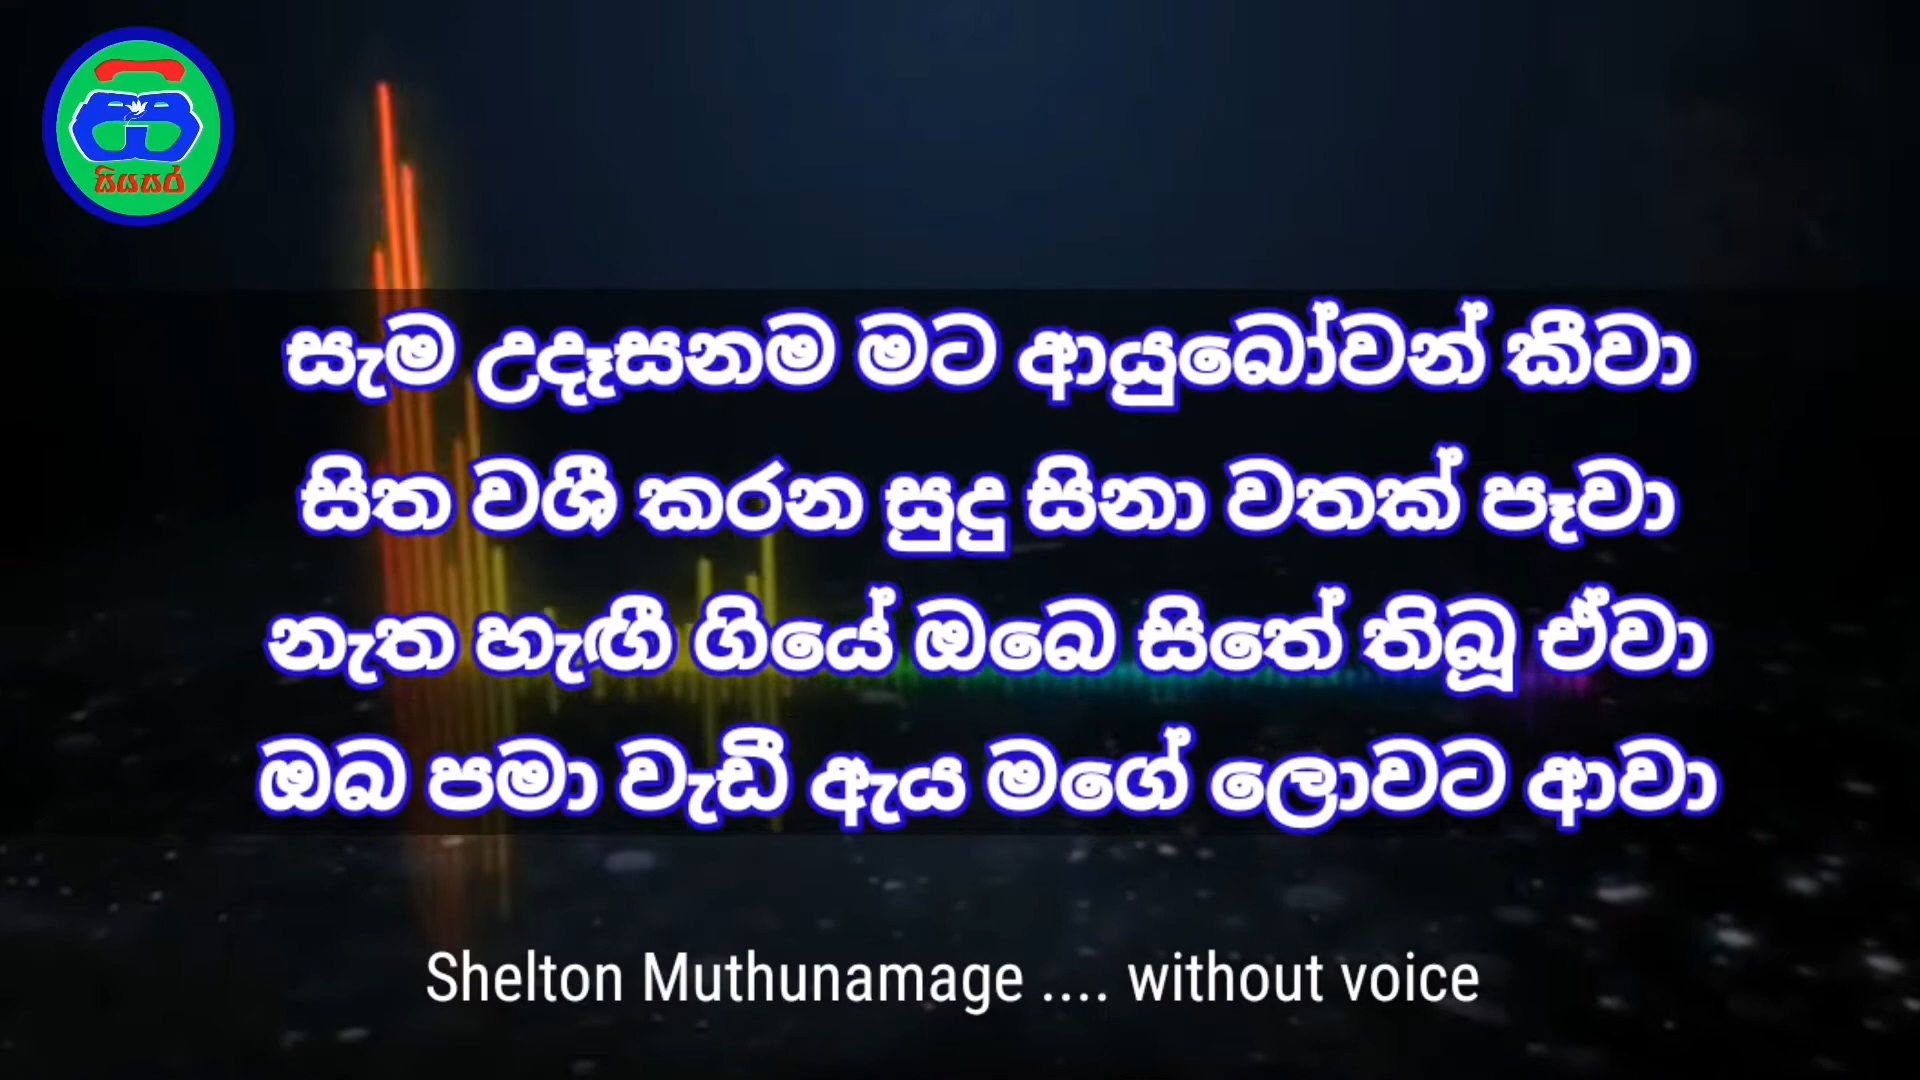 සියසර
සැම උදෑසනම මට ආයුබෝවන් කීවා
සිත වශී කරන සුදු සිනා වතක් පෑවා
නැත හැඟී ගියේ ඔබෙ සිතේ තිබූ ඒවා
ඔබ පමා වැඩී ඇය මගේ ලොවට ආවා
Shelton Muthunamage .... without voice